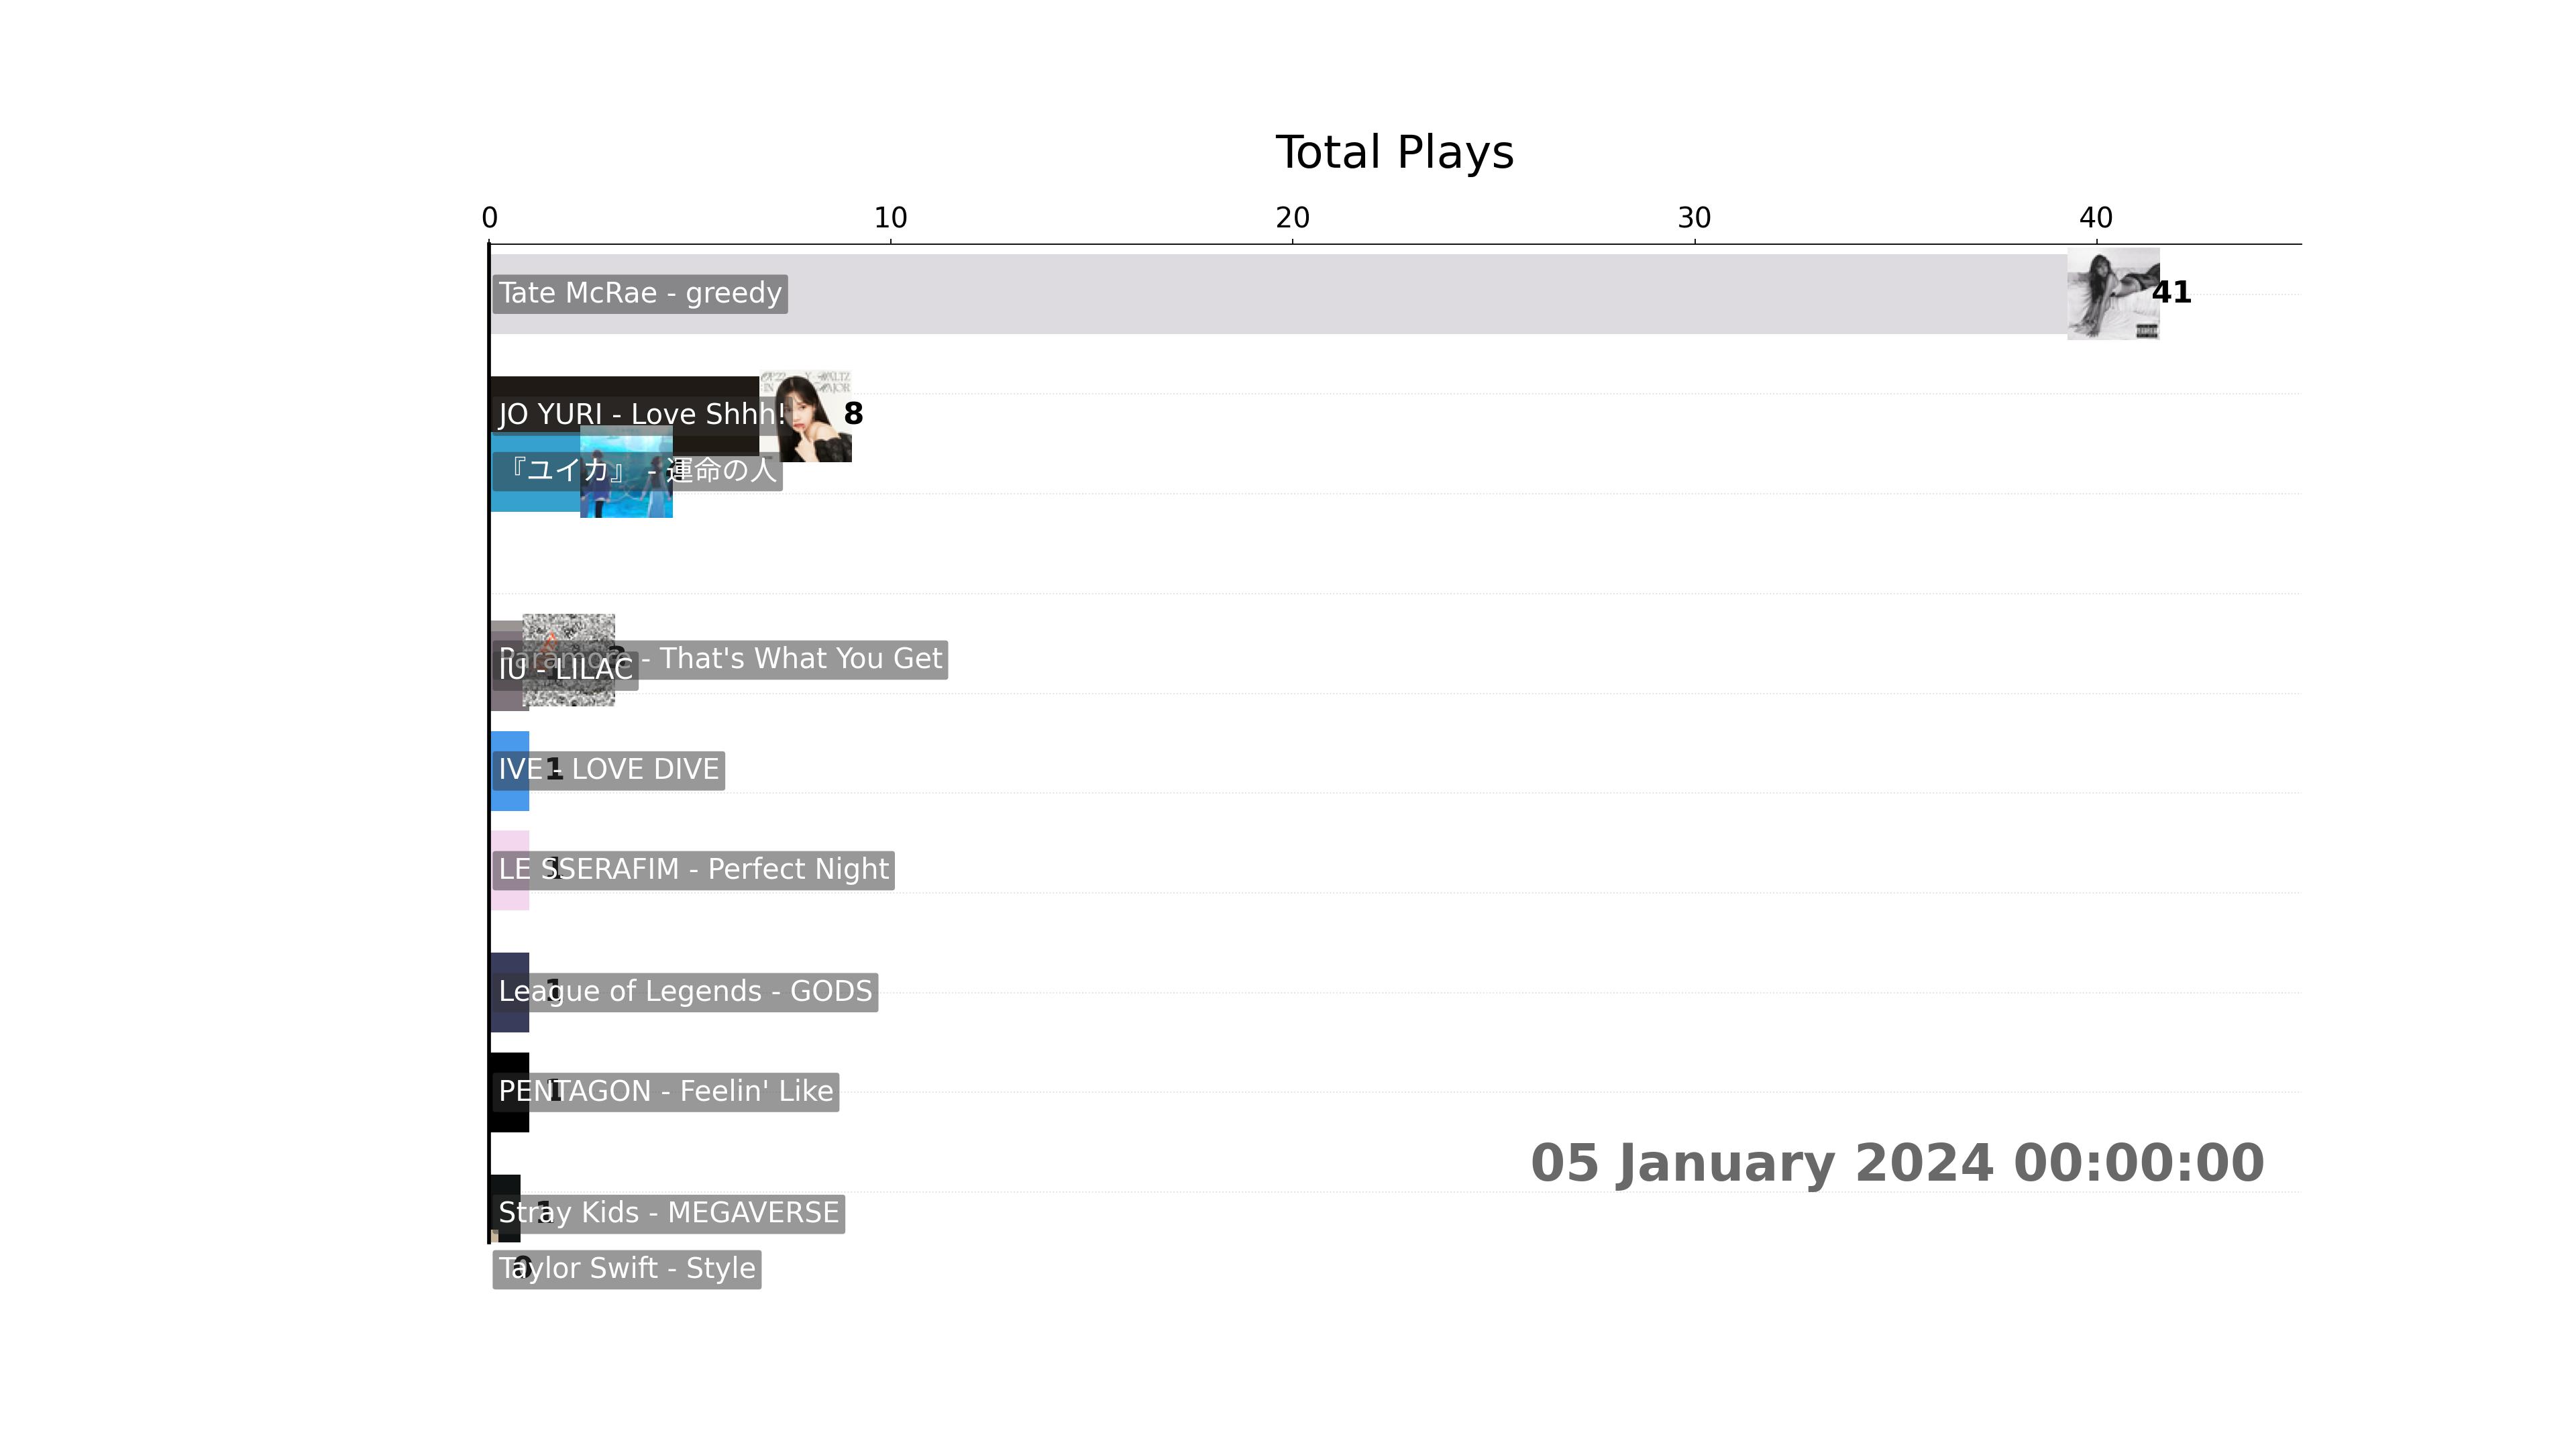 Total Plays
0 10 20 30 40
Tate McRae - greedy 41
JO YURI - Love Shhh! 8
『ユイカ』 - 運命の人
Paramore - That's What You Get
IU - LILAC
IVE - LOVE DIVE 1
LE SSERAFIM - Perfect Night 1
League of Legends - GODS 1
PENTAGON - Feelin' Like 1
05 January 2024 00:00:00
Stray Kids - MEGAVERSE 1
Taylor Swift - Style 0